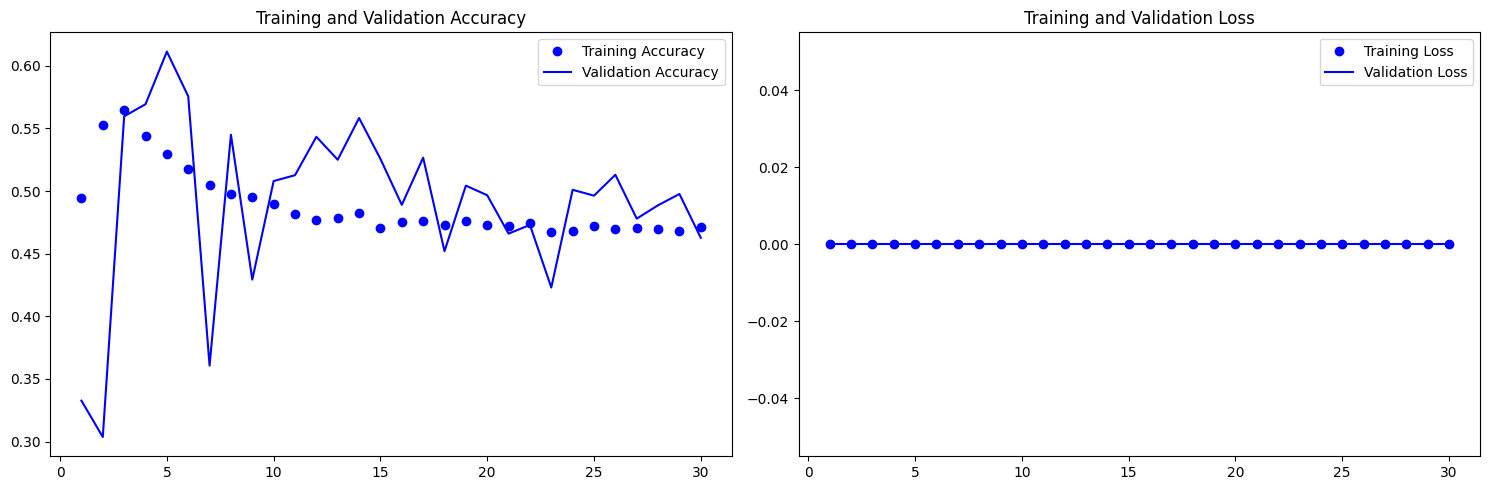 Training and Validation Accuracy
Training Accuracy
Validation Accuracy
0.60
0.55
0.50
0.45
0.40
0.35
0.30
0 5 10 15 20 25 30
Training and Validation Loss
Training Loss
Validation Loss
0.04
0.02
0.00
−0.02
−0.04
0 5 10 15 20 25 30